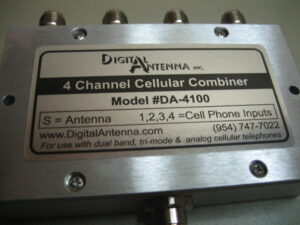 DIGITAL
ANTENNA INC.
4 Channel Cellular Combiner
Model #DA-4100
S = Antenna 1,2,3,4 =Cell Phone Inputs
www.DigitalAntenna.com (954) 747-7022
For use with dual band, tri-mode & analog cellular telephones